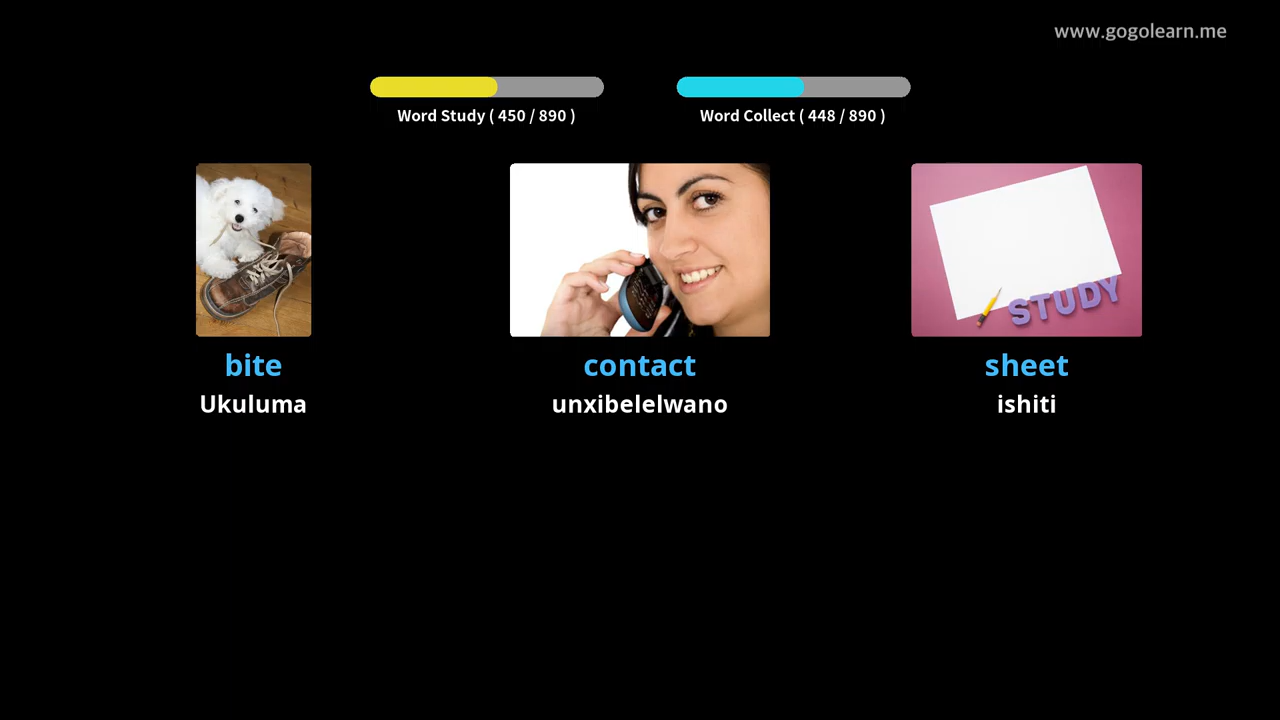 www.gogolearn.me
Word Study ( 450 / 890 )
Word Collect ( 448 / 890 )
STUDY
bite
contact
sheet
Ukuluma
unxibelelwano
ishiti